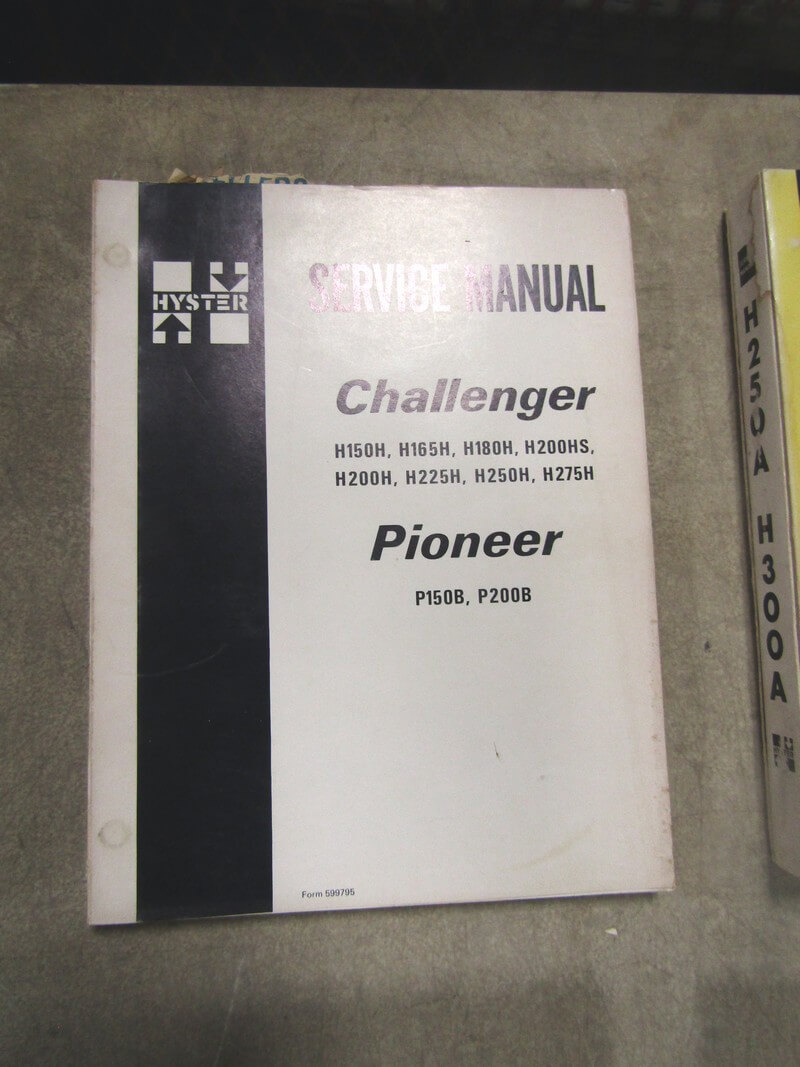 HYSTER
SERVICE MANUAL
Challenger
H150H, H165H, H180H, H200HS,
H200H, H225H, H250H, H275H
Pioneer
P150B, P200B
Form 599795
H250A H300A